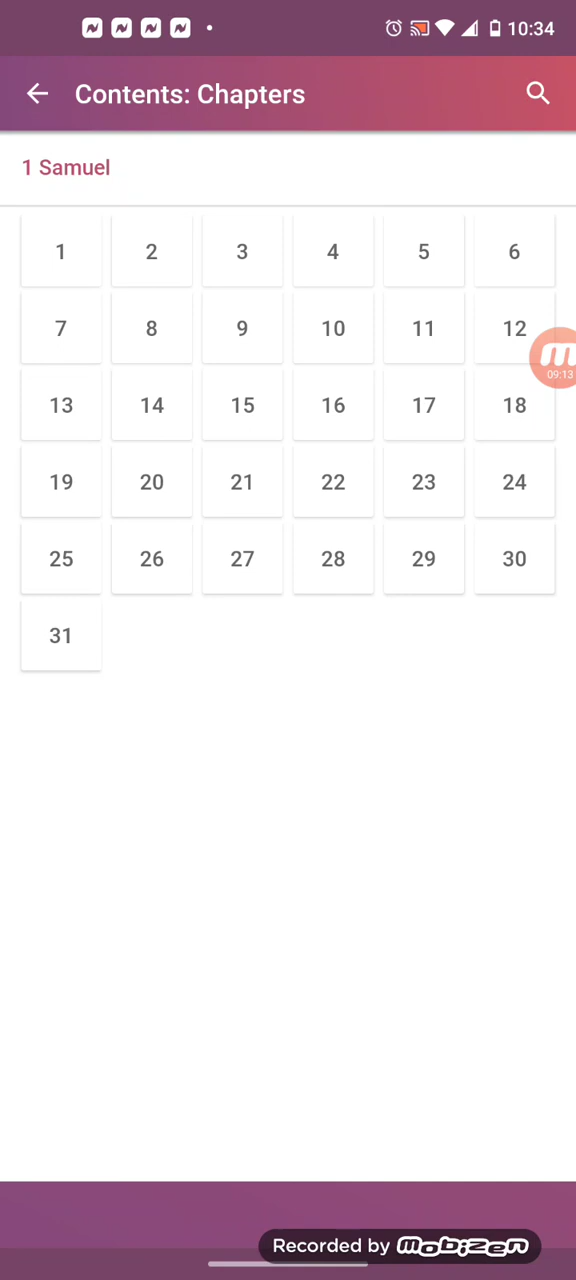 10:34
Contents: Chapters
1 Samuel
1 2 3 4 5 6
7 8 9 10 11 12
13 14 15 16 17 18
19 20 21 22 23 24
25 26 27 28 29 30
31
09:13
Recorded by mobizen